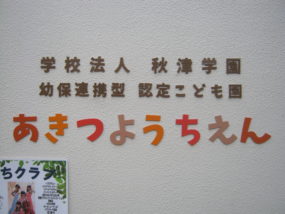 学校法人 秋津学園
幼保連携型 認定こども園
あきつようちえん
ちクラブ